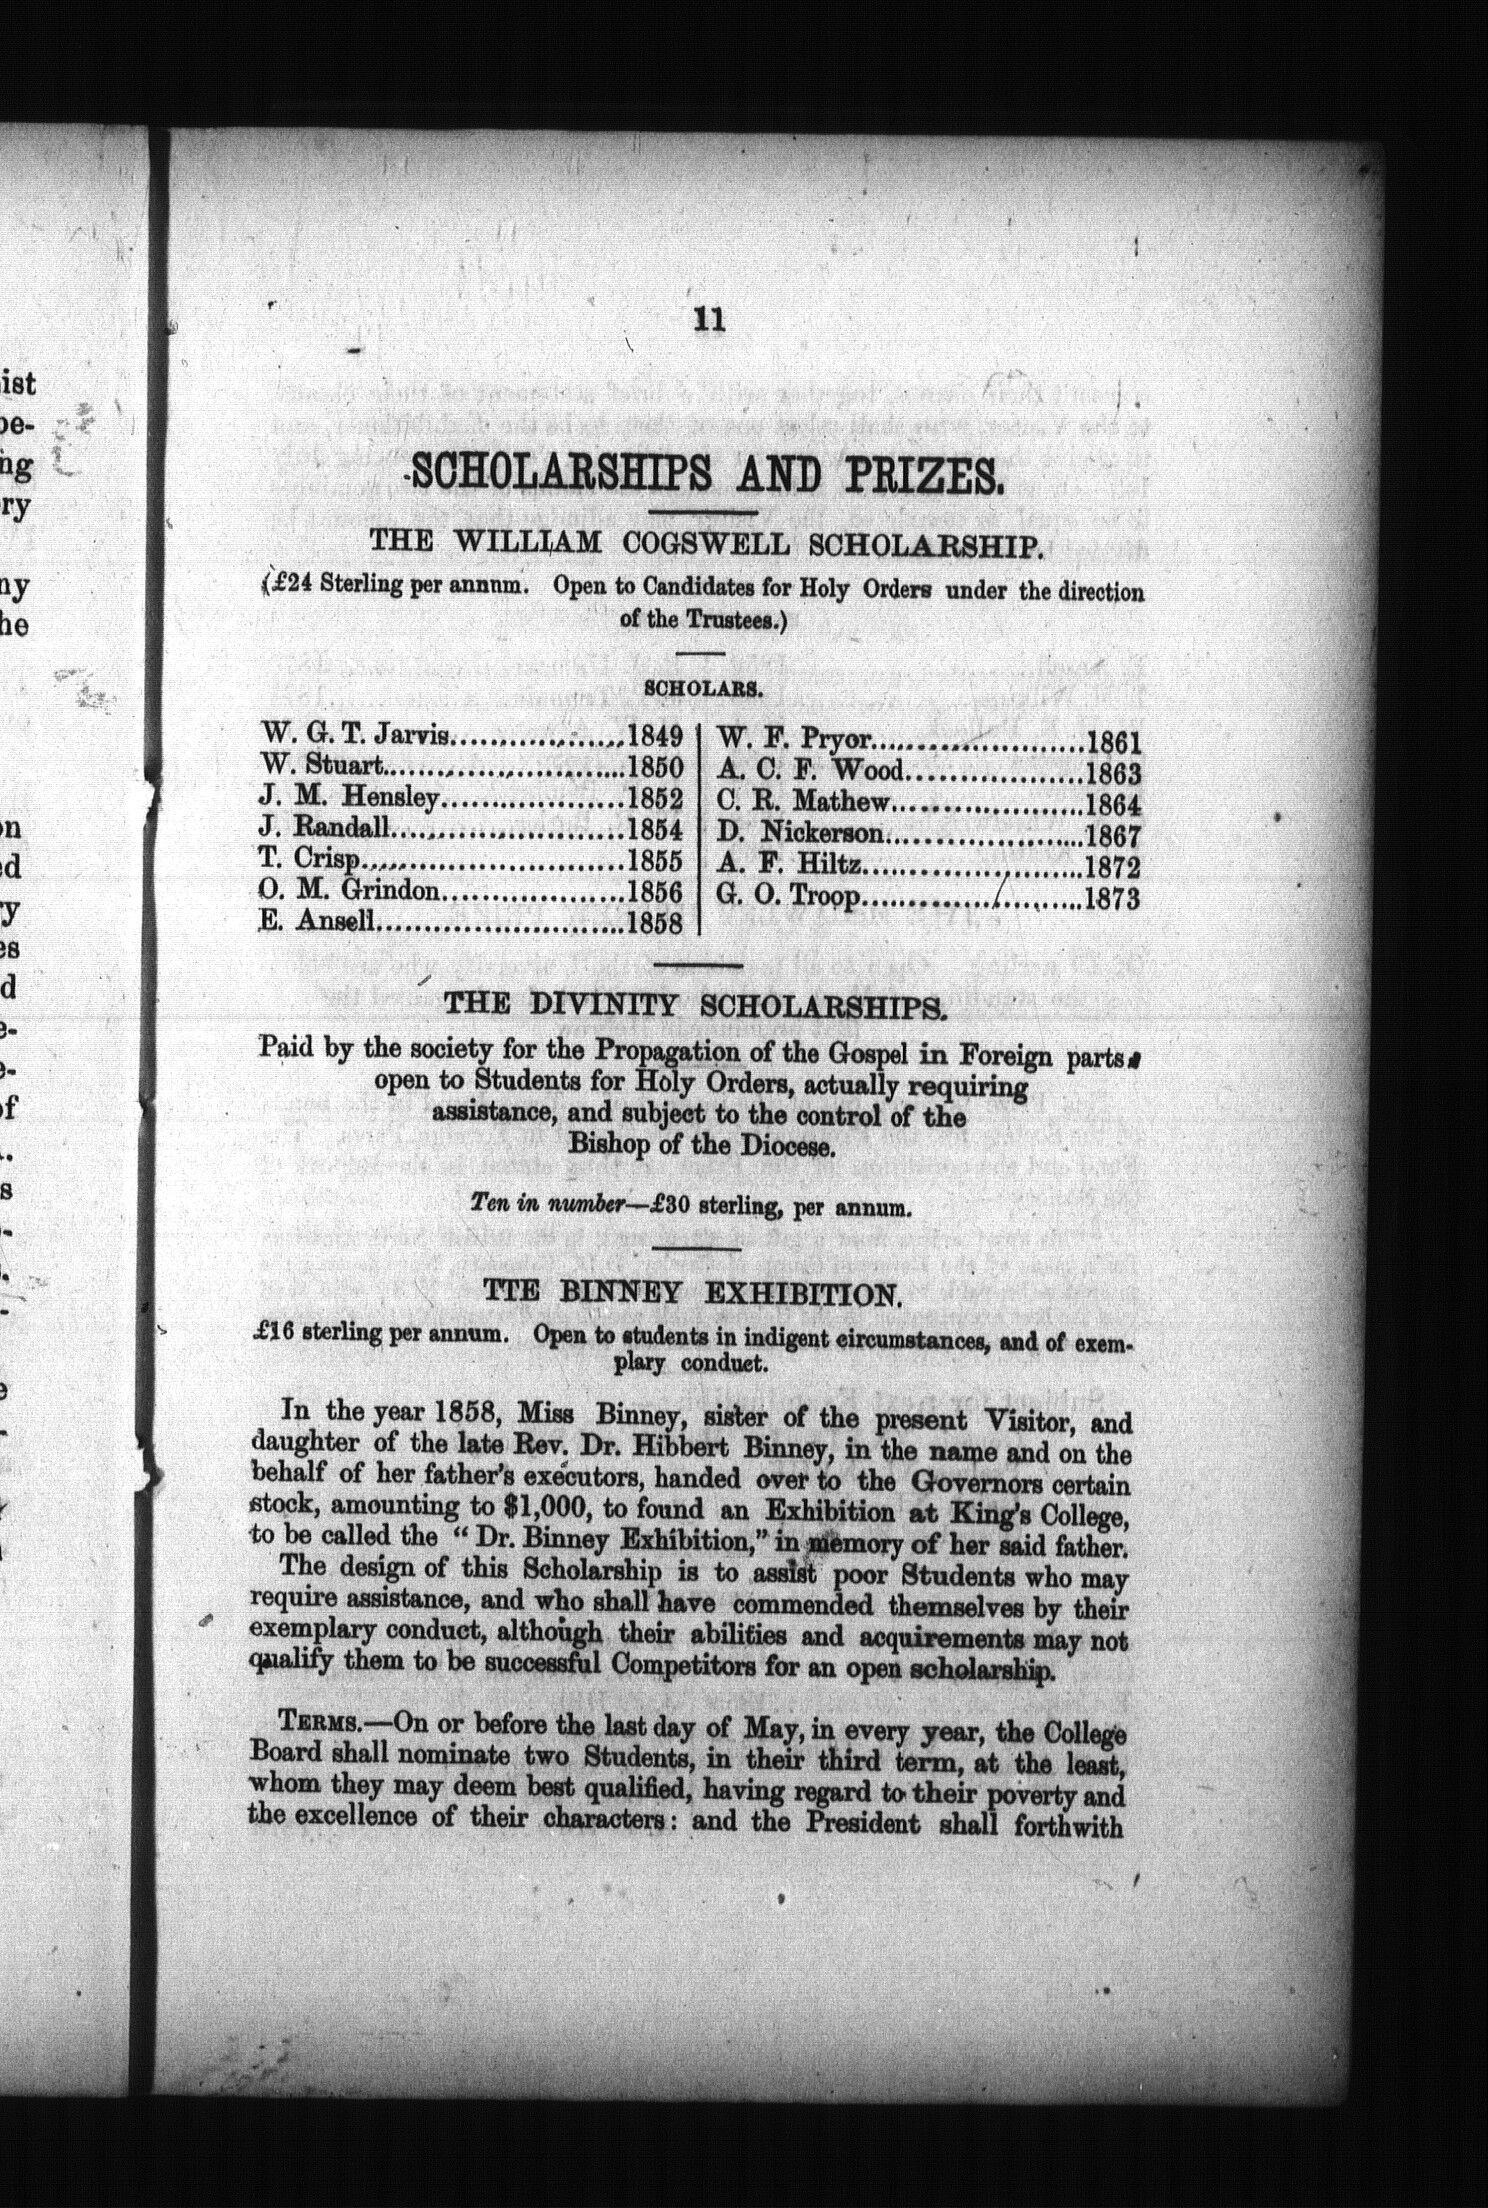 11
SCHOLARSHIPS AND PRIZES.
THE WILLIAM COGSWELL SCHOLARSHIP.
(£24 Sterling per annnm. Open to Candidates for Holy Orders under the direction
of the Trustees.)
SCHOLARS.
W. G. T. Jarvis....................1849
W. Stuart..........................1850
J. M. Hensley....................1852
J. Randall.........................1854
T. Crisp............................1855
O. M. Grindon....................1856
E. Ansell..........................1858
W. F. Pryor.......................1861
A. C. F. Wood...................1863
C. R. Mathew.....................1864
D. Nickerson.....................1867
A. F. Hiltz........................1872
G. O. Troop.......................1873
THE DIVINITY SCHOLARSHIPS.
Paid by the society for the Propagation of the Gospel in Foreign parts,
open to Students for Holy Orders, actually requiring
assistance, and subject to the control of the
Bishop of the Diocese.
Ten in number—£30 sterling, per annum.
TTE BINNEY EXHIBITION.
£16 sterling per annum. Open to students in indigent circumstances, and of exem-
plary conduct.
In the year 1858, Miss Binney, sister of the present Visitor, and
daughter of the late Rev. Dr. Hibbert Binney, in the name and on the
behalf of her father's executors, handed over to the Governors certain
stock, amounting to $1,000, to found an Exhibition at King's College,
to be called the "Dr. Binney Exhibition," in memory of her said father.
The design of this Scholarship is to assist poor Students who may
require assistance, and who shall have commended themselves by their
exemplary conduct, although their abilities and acquirements may not
qualify them to be successful Competitors for an open scholarship.
TERMS.—On or before the last day of May, in every year, the College
Board shall nominate two Students, in their third term, at the least,
whom they may deem best qualified, having regard to their poverty and
the excellence of their characters: and the President shall forthwith